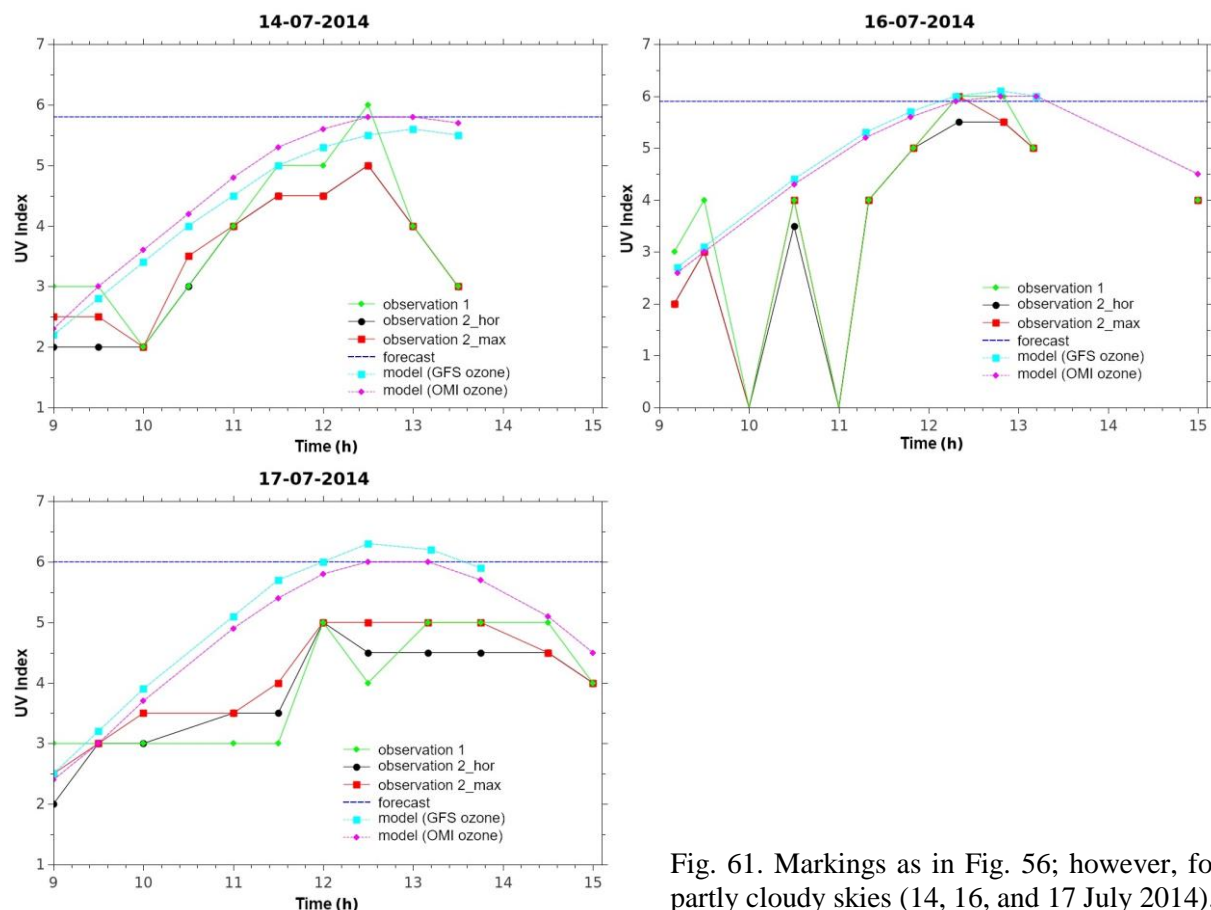 14-07-2014
7
6
5
4
3
2
1
UV Index
9 10 11 12 13 14 15
Time (h)
observation 1
observation 2_hor
observation 2_max
forecast
model (GFS ozone)
model (OMI ozone)
16-07-2014
7
6
5
4
3
2
1
0
UV Index
9 10 11 12 13 14 15
Time (h)
observation 1
observation 2_hor
observation 2_max
forecast
model (GFS ozone)
model (OMI ozone)
17-07-2014
7
6
5
4
3
2
1
UV Index
9 10 11 12 13 14 15
Time (h)
observation 1
observation 2_hor
observation 2_max
forecast
model (GFS ozone)
model (OMI ozone)
Fig. 61. Markings as in Fig. 56; however, fo
partly cloudy skies (14, 16, and 17 July 2014).